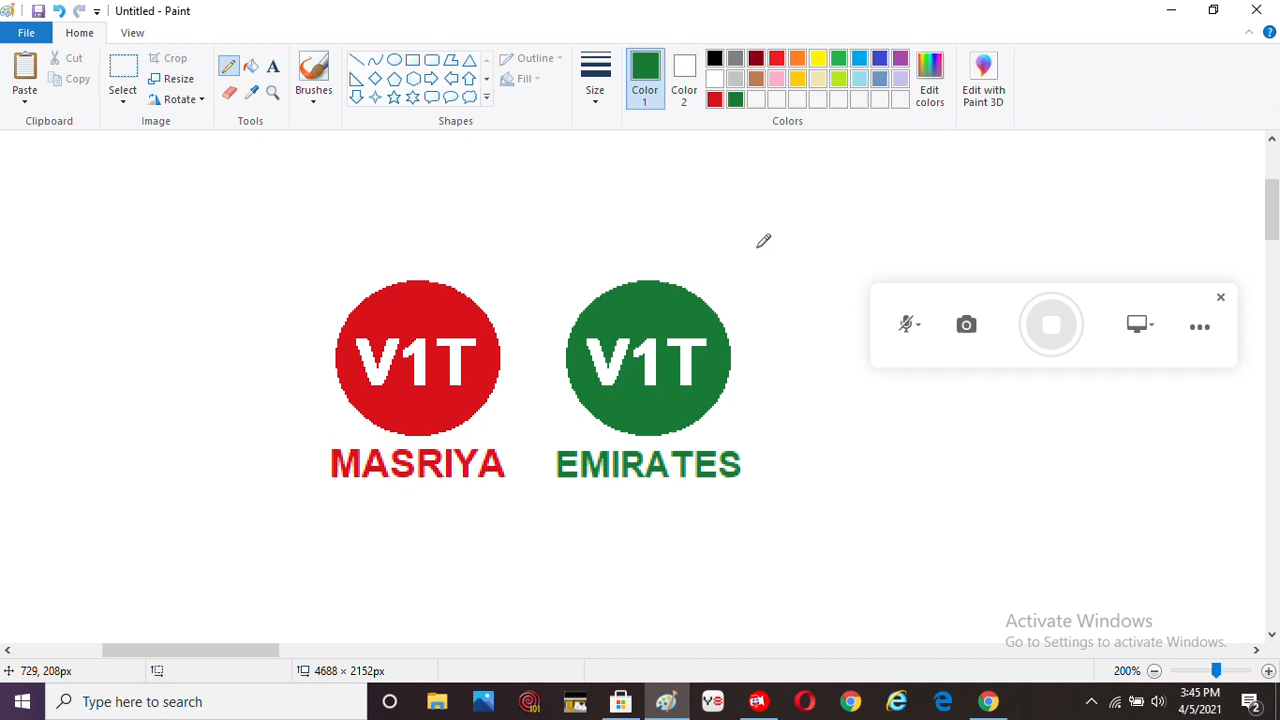 Untitled - Paint
File
Home
View
Paste
Cut
Copy
Clipboard
Select
Crop
Resize
Rotate
Image
A
Tools
Brushes
Outline
Fill
Shapes
Size
Color 1
Color 2
Edit colors
Colors
Edit with Paint 3D
V1T
MASRIYA
V1T
EMIRATES
Activate Windows
Go to Settings to activate Windows.
729, 208px
4688 × 2152px
200%
Type here to search
101
3:45 PM
4/5/2021
2